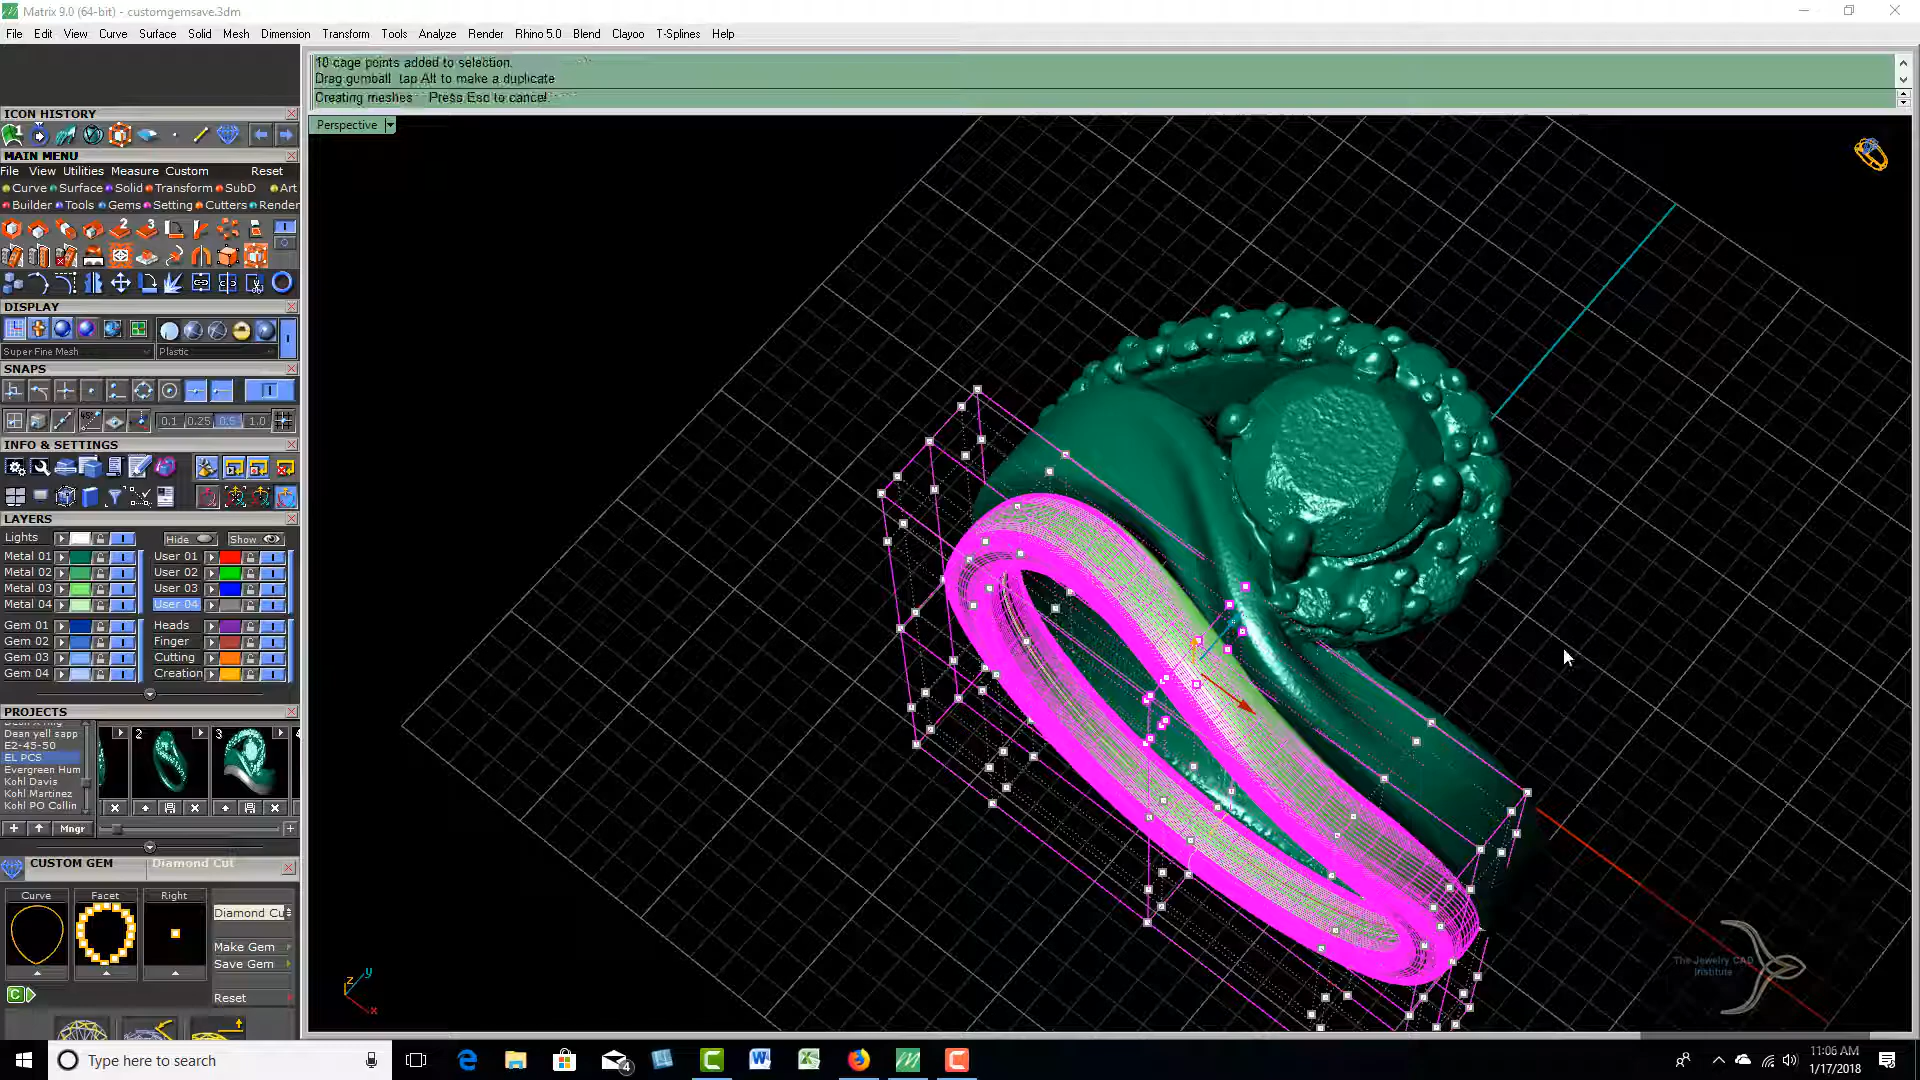 Matrix 9.0 (64-bit) - customgemsave.3dm
File Edit View Curve Surface Solid Mesh Dimension Transform Tools Analyze Render Rhino 5.0 Blend Clayoo T-Splines Help
10 cage points added to selection.
Drag gumball tap Alt to make a duplicate
Creating meshes Press Esc to cancel
Perspective
ICON HISTORY
MAIN MENU
File View Utilities Measure Custom Reset
Curve Surface Solid Transform SubD Art
Builder Tools Gems Setting Cutters Render
DISPLAY
Super Fine Mesh Plastic
SNAPS
0.1 0.25 0.5 1.0
INFO & SETTINGS
LAYERS
Lights Hide Show
Metal 01 User 01
Metal 02 User 02
Metal 03 User 03
Metal 04 User 04
Gem 01 Heads
Gem 02 Finger
Gem 03 Cutting
Gem 04 Creation
PROJECTS
Dean yell sapp
E2-45-50
EL PCS
Evergreen Hum
Kohl Davis
Kohl Martinez
Kohl PO Collin
2 3 4
Mngr
CUSTOM GEM Diamond Cut
Curve Facet Right
Diamond Cu
Make Gem
Save Gem
Reset
C
z y x
The Jewelry CAD
Institute
Type here to search
4
11:06 AM
1/17/2018